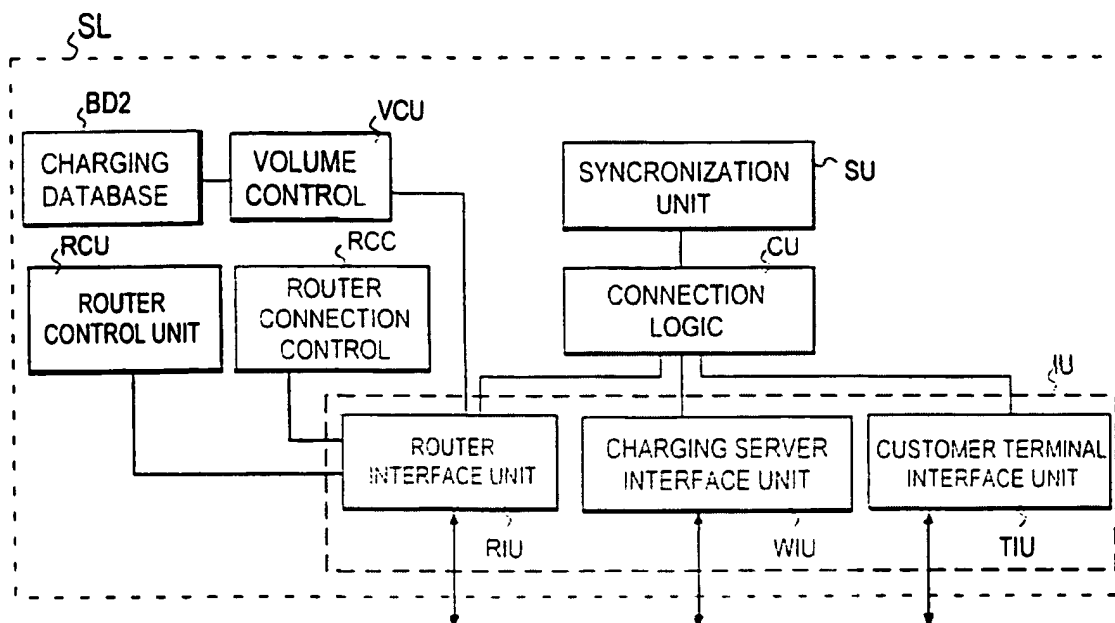 SL
BD2
VCU
CHARGING
DATABASE
VOLUME
CONTROL
SYNCRONIZATION
UNIT
SU
RCU
RCC
CU
ROUTER
CONTROL UNIT
ROUTER
CONNECTION
CONTROL
CONNECTION
LOGIC
IU
ROUTER
INTERFACE UNIT
CHARGING SERVER
INTERFACE UNIT
CUSTOMER TERMINAL
INTERFACE UNIT
RIU
WIU
TIU